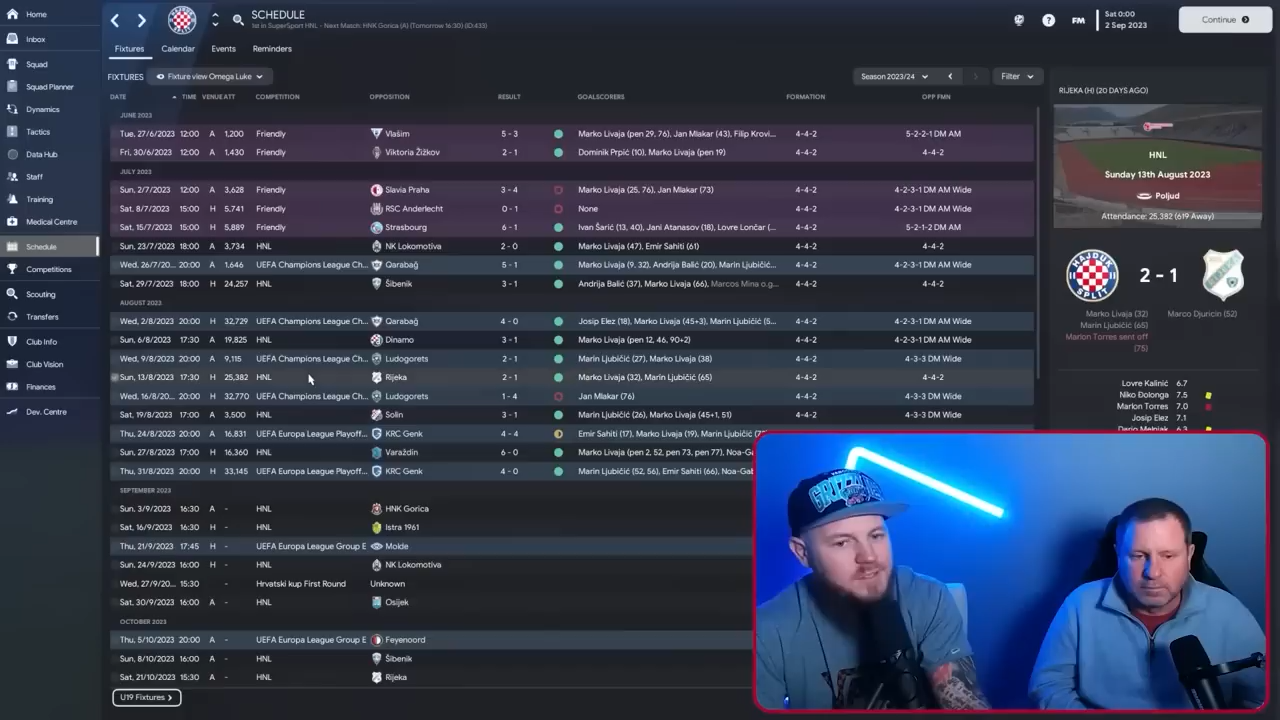 Home
Inbox
Squad
Squad Planner
Dynamics
Tactics
Data Hub
Staff
Training
Medical Centre
Schedule
Competitions
Scouting
Transfers
Club Info
Club Vision
Finances
Dev. Centre
SCHEDULE
1st in SuperSport HNL - Next Match: HNK Gorica (A) (Tomorrow 16:30) (ID:433)
FM
Sat 0:00
2 Sep 2023
Continue
Fixtures Calendar Events Reminders
FIXTURES Fixture view Omega Luke Season 2023/24 Filter
DATE TIME VENUE ATT COMPETITION OPPOSITION RESULT GOALSCORERS FORMATION OPP FMN
JUNE 2023
Tue, 27/6/2023 12:00 A 1,200 Friendly Vlašim 5 - 3 Marko Livaja (pen 29, 76), Jan Mlakar (43), Filip Krovi... 4-4-2 5-2-2-1 DM AM
Fri, 30/6/2023 12:00 A 1,430 Friendly Viktoria Žižkov 2 - 1 Dominik Prpić (10), Marko Livaja (pen 19) 4-4-2 4-4-2
JULY 2023
Sun, 2/7/2023 12:00 A 3,628 Friendly Slavia Praha 3 - 4 Marko Livaja (25, 76), Jan Mlakar (73) 4-4-2 4-2-3-1 DM AM Wide
Sat, 8/7/2023 15:00 H 5,741 Friendly RSC Anderlecht 0 - 1 None 4-4-2 4-2-3-1 DM AM Wide
Sat, 15/7/2023 15:00 H 5,889 Friendly Strasbourg 6 - 1 Ivan Šarić (13, 40), Jani Atanasov (18), Lovre Lončar (... 4-4-2 5-2-1-2 DM AM
Sun, 23/7/2023 18:00 A 3,734 HNL NK Lokomotiva 2 - 0 Marko Livaja (47), Emir Sahiti (61) 4-4-2 4-4-2
Wed, 26/7/20... 20:00 A 1,646 UEFA Champions League Ch... Qarabağ 5 - 1 Marko Livaja (9, 32), Andrija Balić (20), Marin Ljubičić... 4-4-2 4-2-3-1 DM AM Wide
Sat, 29/7/2023 18:00 H 24,257 HNL Šibenik 3 - 1 Andrija Balić (37), Marko Livaja (66), Marcos Mina o.g... 4-4-2 4-4-2
AUGUST 2023
Wed, 2/8/2023 20:00 H 32,729 UEFA Champions League Ch... Qarabağ 4 - 0 Josip Elez (18), Marko Livaja (45+3), Marin Ljubičić (5... 4-4-2 4-2-3-1 DM AM Wide
Sun, 6/8/2023 17:30 A 19,825 HNL Dinamo 3 - 1 Marko Livaja (pen 12, 46, 90+2) 4-4-2 4-2-3-1 DM AM Wide
Wed, 9/8/2023 20:00 A 9,115 UEFA Champions League Ch... Ludogorets 2 - 1 Marin Ljubičić (27), Marko Livaja (38) 4-4-2 4-3-3 DM Wide
Sun, 13/8/2023 17:30 H 25,382 HNL Rijeka 2 - 1 Marko Livaja (32), Marin Ljubičić (65) 4-4-2 4-4-2
Wed, 16/8/20... 20:00 H 32,770 UEFA Champions League Ch... Ludogorets 1 - 4 Jan Mlakar (76) 4-4-2 4-3-3 DM Wide
Sat, 19/8/2023 17:00 A 3,500 HNL Solin 3 - 1 Marin Ljubičić (26), Marko Livaja (45+1, 51) 4-4-2 4-3-3 DM Wide
Thu, 24/8/2023 20:00 A 16,831 UEFA Europa League Playoff... KRC Genk 4 - 4 Emir Sahiti (17), Marko Livaja (19), Marin Ljubičić
Sun, 27/8/2023 17:00 H 16,360 HNL Varaždin 6 - 0 Marko Livaja (pen 2, 52, pen 73, pen 77), Noa-Gab
Thu, 31/8/2023 20:00 H 33,145 UEFA Europa League Playoff... KRC Genk 4 - 0 Marin Ljubičić (52, 56), Emir Sahiti (66), Noa-Gab
SEPTEMBER 2023
Sun, 3/9/2023 16:30 A - HNL HNK Gorica
Sat, 16/9/2023 16:30 H - HNL Istra 1961
Thu, 21/9/2023 17:45 H - UEFA Europa League Group E Molde
Sun, 24/9/2023 16:00 H - HNL NK Lokomotiva
Wed, 27/9/20... 15:30 - Hrvatski kup First Round Unknown
Sat, 30/9/2023 16:00 A - HNL Osijek
OCTOBER 2023
Thu, 5/10/2023 20:00 A - UEFA Europa League Group E Feyenoord
Sun, 8/10/2023 16:00 A - HNL Šibenik
Sat, 21/10/2023 15:30 A - HNL Rijeka
U19 Fixtures
RIJEKA (H) (20 DAYS AGO)
HNL
Sunday 13th August 2023
Poljud
Attendance: 25,382 (619 Away)
HAJDUK
SPLIT
2 - 1
Marko Livaja (32) Marco Djuricin (52)
Marin Ljubičić (65)
Marlon Torres sent off
(75)
Lovre Kalinić 6.7
Niko Đolonga 7.5
Marlon Torres 7.0
Josip Elez 7.1
Dario Melnjak 6.3
GRIZZLIES